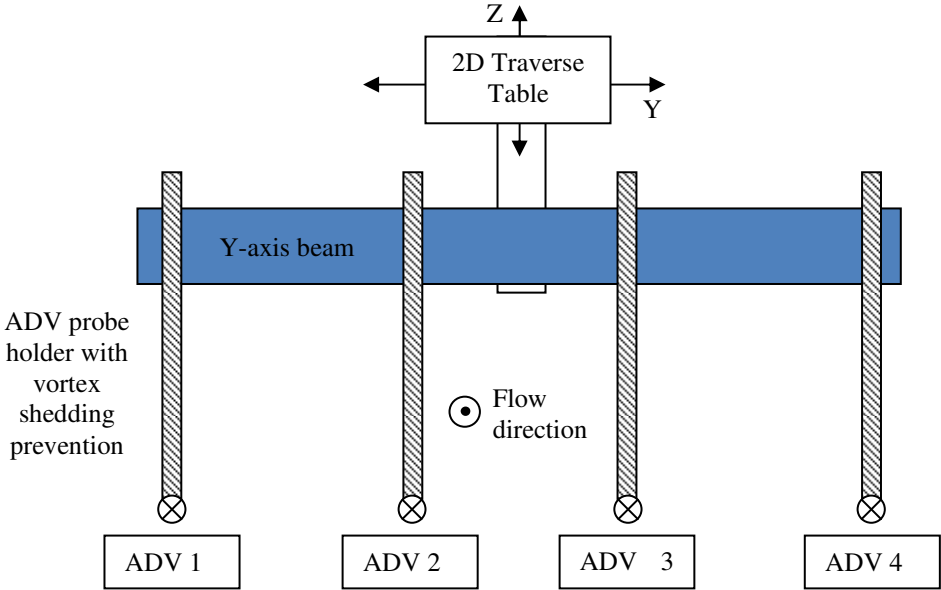 Z
2D Traverse
Table
Y
Y-axis beam
ADV probe
holder with
vortex
shedding
prevention
Flow
direction
ADV 1
ADV 2
ADV 3
ADV 4